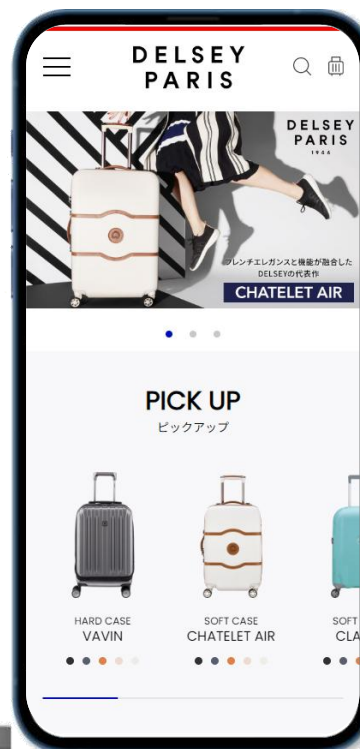 DELSEY
PARIS
DELSEY
PARIS
1946
フレンチエレガンスと機能が融合した
DELSEYの代表作
CHATELET AIR
PICK UP
ピックアップ
HARD CASE
VAVIN
SOFT CASE
CHATELET AIR
SOFT
CLA